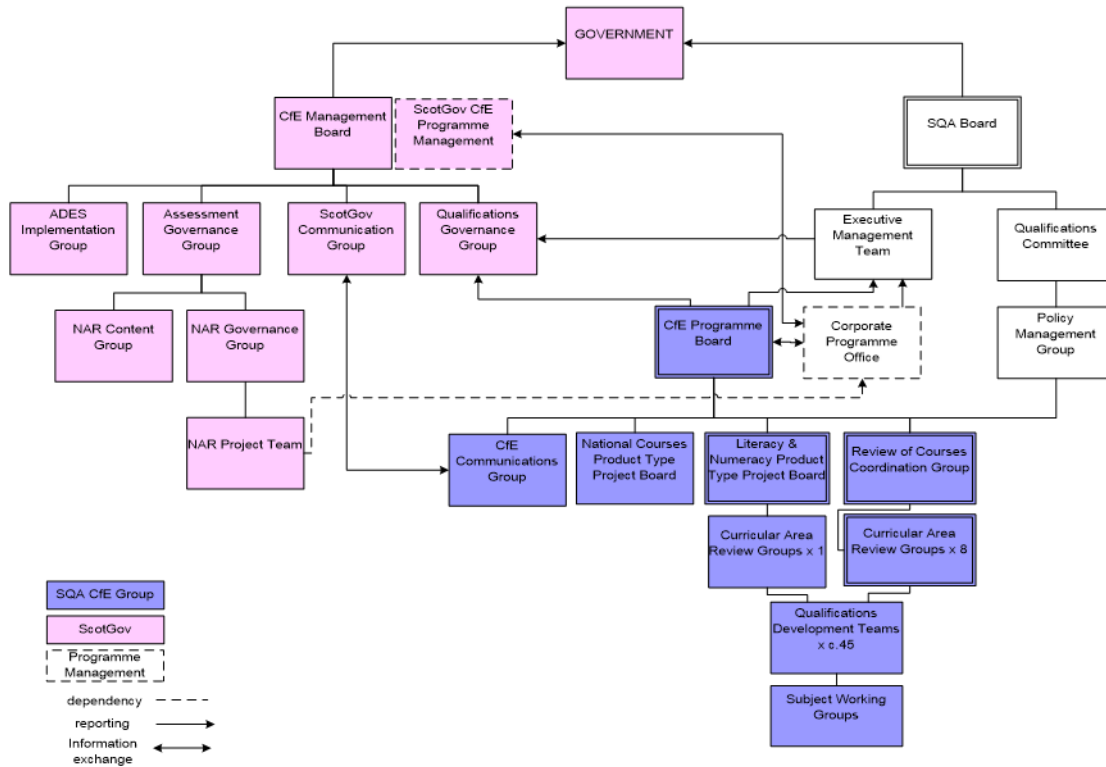 GOVERNMENT
CfE Management
Board
ScotGov CfE
Programme
Management
SQA Board
ADES
Implementation
Group
Assessment
Governance
Group
ScotGov
Communication
Group
Qualifications
Governance
Group
Executive
Management
Team
Qualifications
Committee
NAR Content
Group
NAR Governance
Group
CfE Programme
Board
Corporate
Programme
Office
Policy
Management
Group
NAR Project Team
CfE
Communications
Group
National Courses
Product Type
Project Board
Literacy &
Numeracy Product
Type Project Board
Review of Courses
Coordination Group
Curricular Area
Review Groups x 1
Curricular Area
Review Groups x 8
Qualifications
Development Teams
x c.45
Subject Working
Groups
SQA CfE Group
ScotGov
Programme
Management
dependency
reporting
Information
exchange